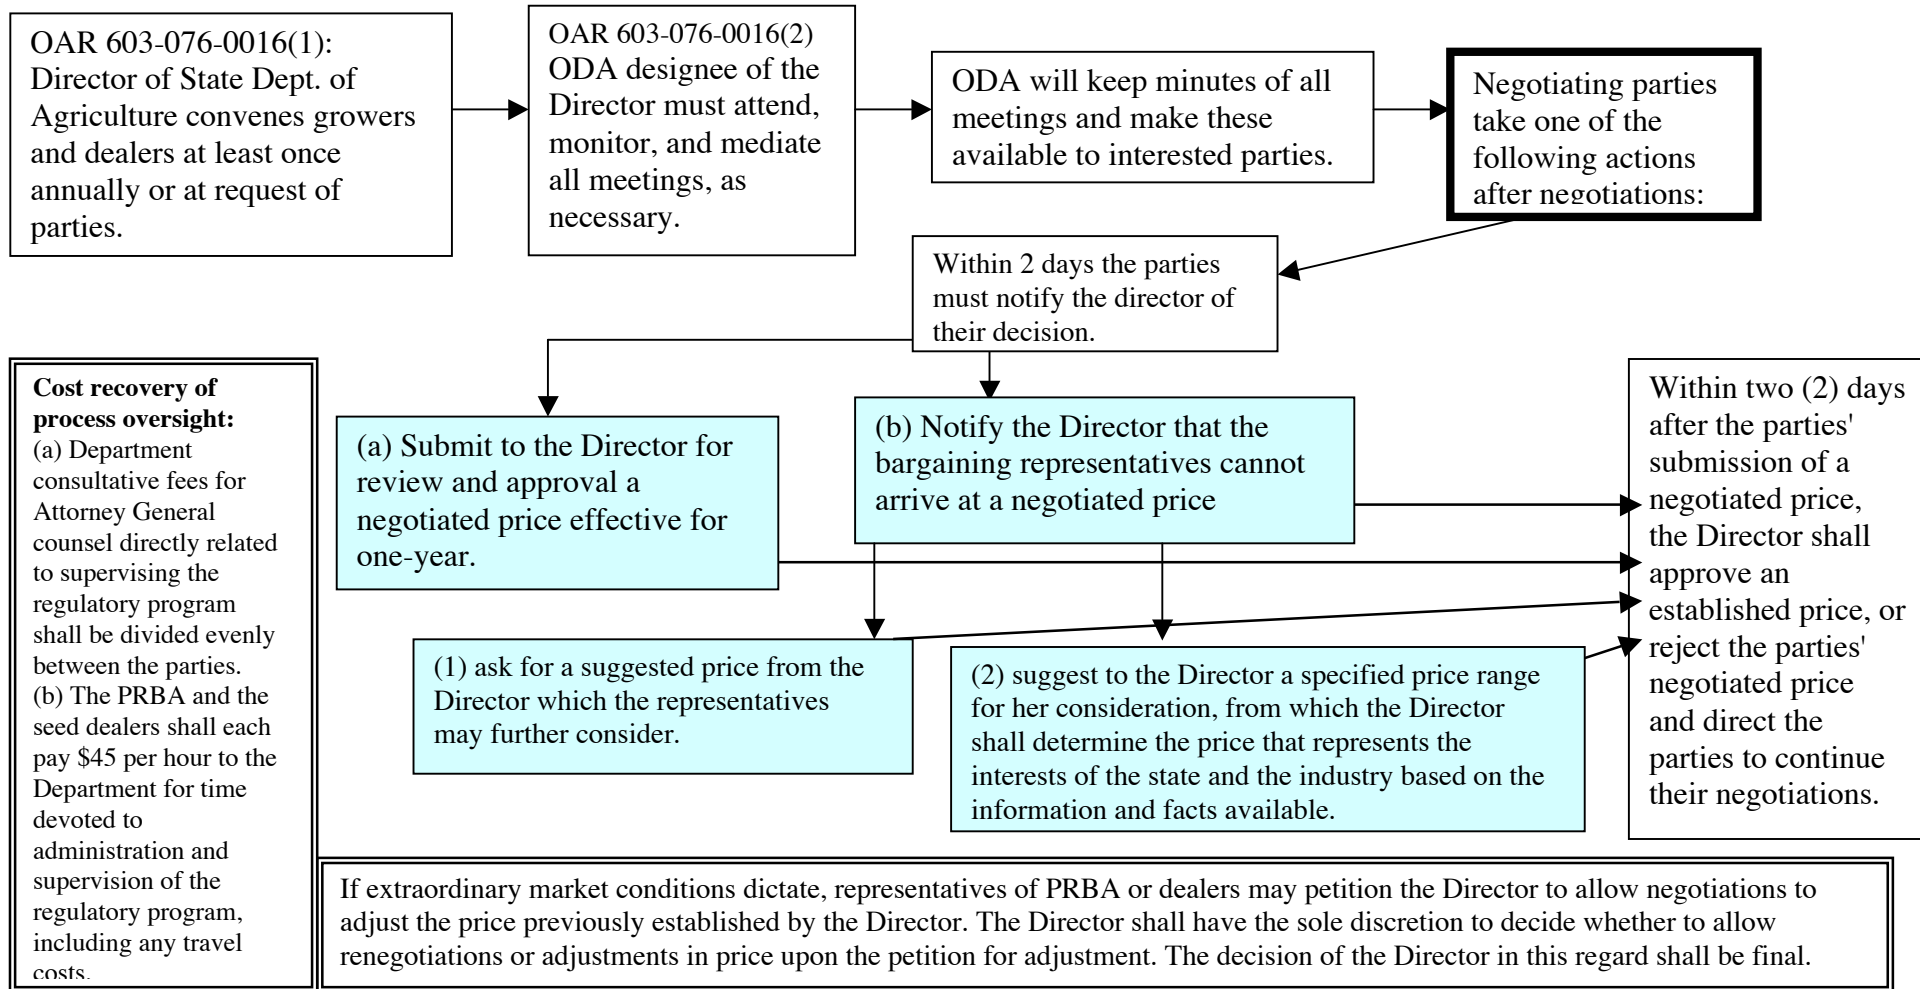 OAR 603-076-0016(1):
Director of State Dept. of
Agriculture convenes growers
and dealers at least once
annually or at request of
parties.
OAR 603-076-0016(2)
ODA designee of the
Director must attend,
monitor, and mediate
all meetings, as
necessary.
ODA will keep minutes of all
meetings and make these
available to interested parties.
Negotiating parties
take one of the
following actions
after negotiations:
Within 2 days the parties
must notify the director of
their decision.
Cost recovery of
process oversight:
(a) Department
consultative fees for
Attorney General
counsel directly related
to supervising the
regulatory program
shall be divided evenly
between the parties.
(b) The PRBA and the
seed dealers shall each
pay $45 per hour to the
Department for time
devoted to
administration and
supervision of the
regulatory program,
including any travel
costs.
(a) Submit to the Director for
review and approval a
negotiated price effective for
one-year.
(b) Notify the Director that the
bargaining representatives cannot
arrive at a negotiated price
(1) ask for a suggested price from the
Director which the representatives
may further consider.
(2) suggest to the Director a specified price range
for her consideration, from which the Director
shall determine the price that represents the
interests of the state and the industry based on the
information and facts available.
Within two (2) days
after the parties'
submission of a
negotiated price,
the Director shall
approve an
established price, or
reject the parties'
negotiated price
and direct the
parties to continue
their negotiations.
If extraordinary market conditions dictate, representatives of PRBA or dealers may petition the Director to allow negotiations to
adjust the price previously established by the Director. The Director shall have the sole discretion to decide whether to allow
renegotiations or adjustments in price upon the petition for adjustment. The decision of the Director in this regard shall be final.